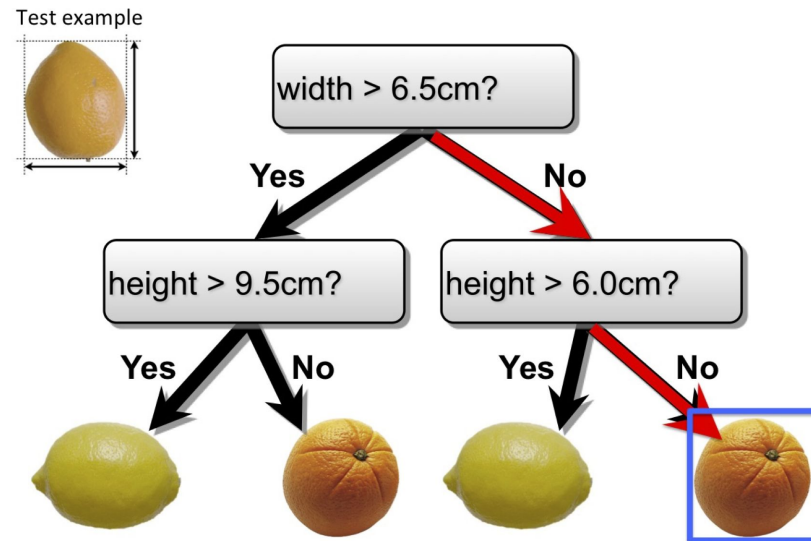 Test example
width > 6.5cm?
Yes
No
height > 9.5cm?
height > 6.0cm?
Yes
No
Yes
No